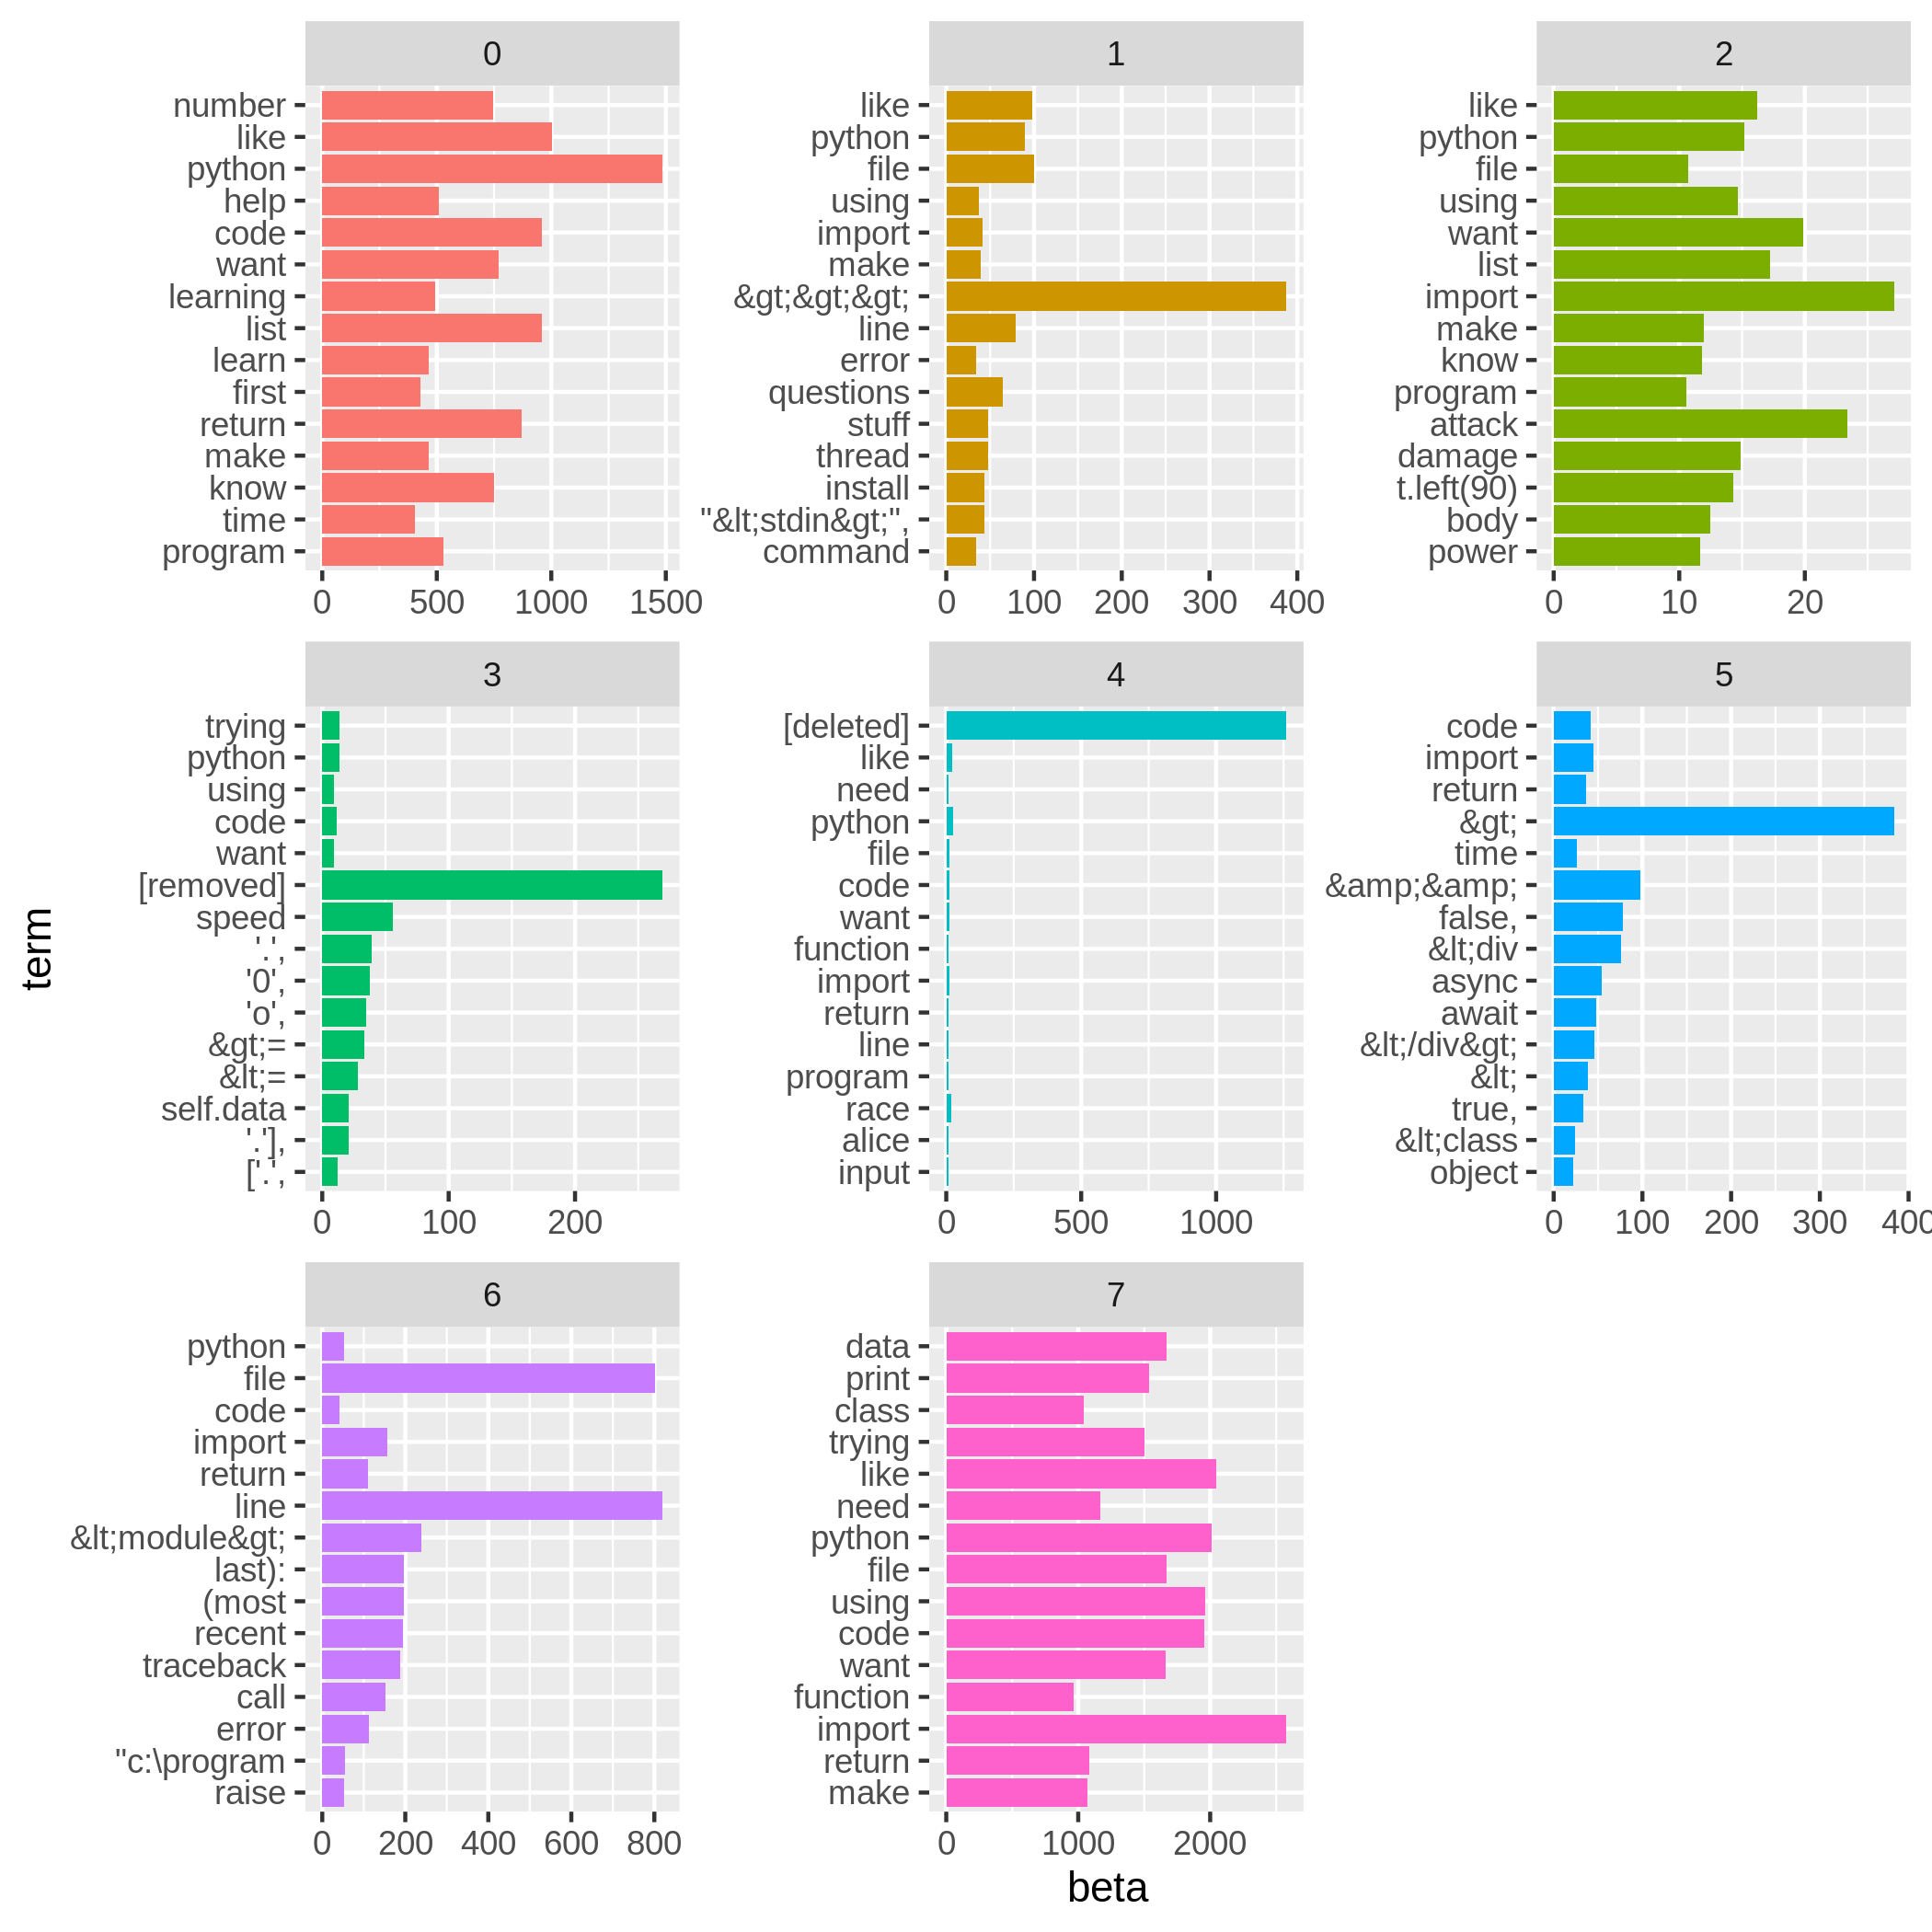 0
number
like
python
help
code
want
learning
list
learn
first
return
make
know
time
program
0 500 1000 1500
1
like
python
file
using
import
make
&gt;&gt;&gt;
line
error
questions
stuff
thread
install
"&lt;stdin&gt;",
command
0 100 200 300 400
2
like
python
file
using
want
list
import
make
know
program
attack
damage
t.left(90)
body
power
0 10 20
3
trying
python
using
code
want
[removed]
speed
'.',
'0',
'o',
&gt;=
&lt;=
self.data
'.'],
['.',
0 100 200
4
[deleted]
like
need
python
file
code
want
function
import
return
line
program
race
alice
input
0 500 1000
5
code
import
return
&gt;
time
&amp;&amp;
false,
&lt;div
async
await
&lt;/div&gt;
&lt;
true,
&lt;class
object
0 100 200 300 400
6
python
file
code
import
return
line
&lt;module&gt;
last):
(most
recent
traceback
call
error
"c:\program
raise
0 200 400 600 800
7
data
print
class
trying
like
need
python
file
using
code
want
function
import
return
make
0 1000 2000
term
beta